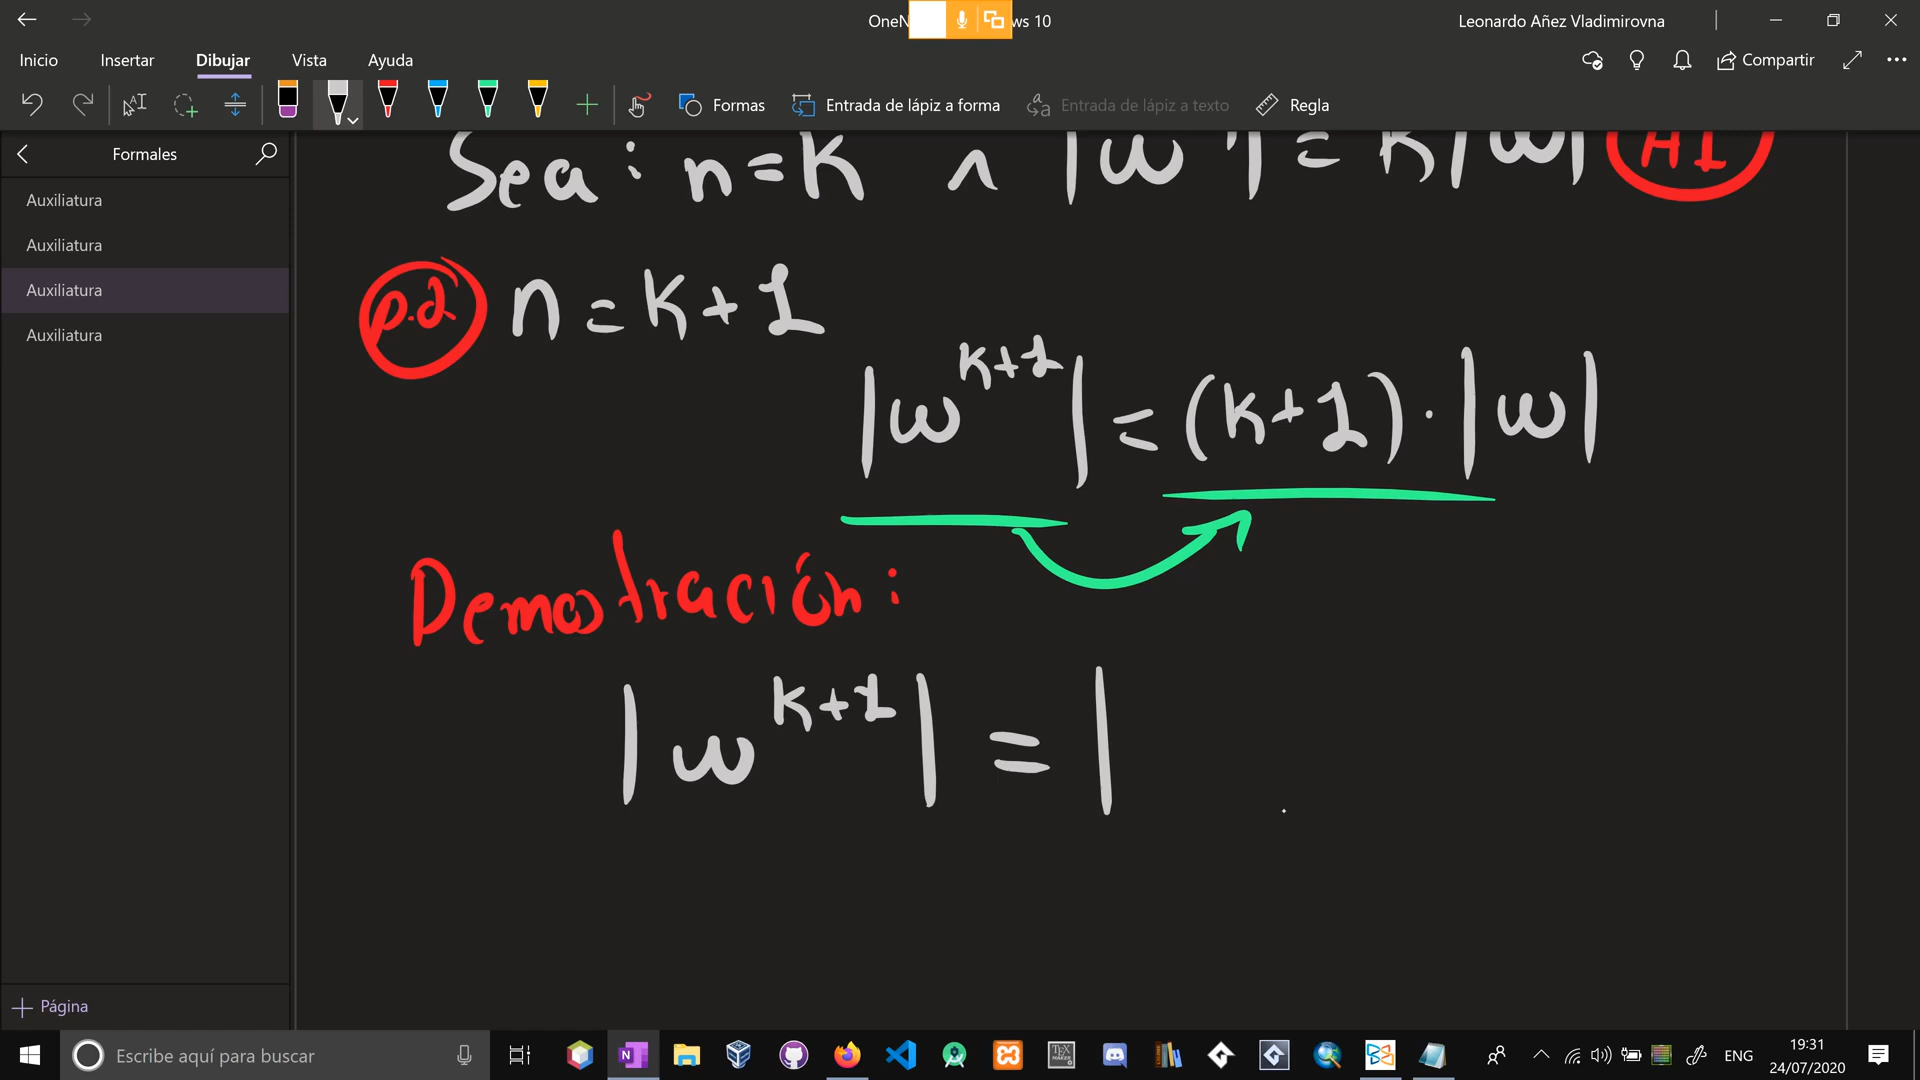 OneN ws 10
Leonardo Añez Vladimirovna
Inicio Insertar Dibujar Vista Ayuda
Compartir
Formas Entrada de lápiz a forma Entrada de lápiz a texto Regla
Formales
Auxiliatura
Auxiliatura
Auxiliatura
Auxiliatura
Sea: n=K ∧ |w | = K|w| HI
p.d n=K+1
|w^{K+1}| = (K+1)·|w|
Demostración:
|w^{K+1}| = |
Página
Escribe aquí para buscar
ENG
19:31
24/07/2020